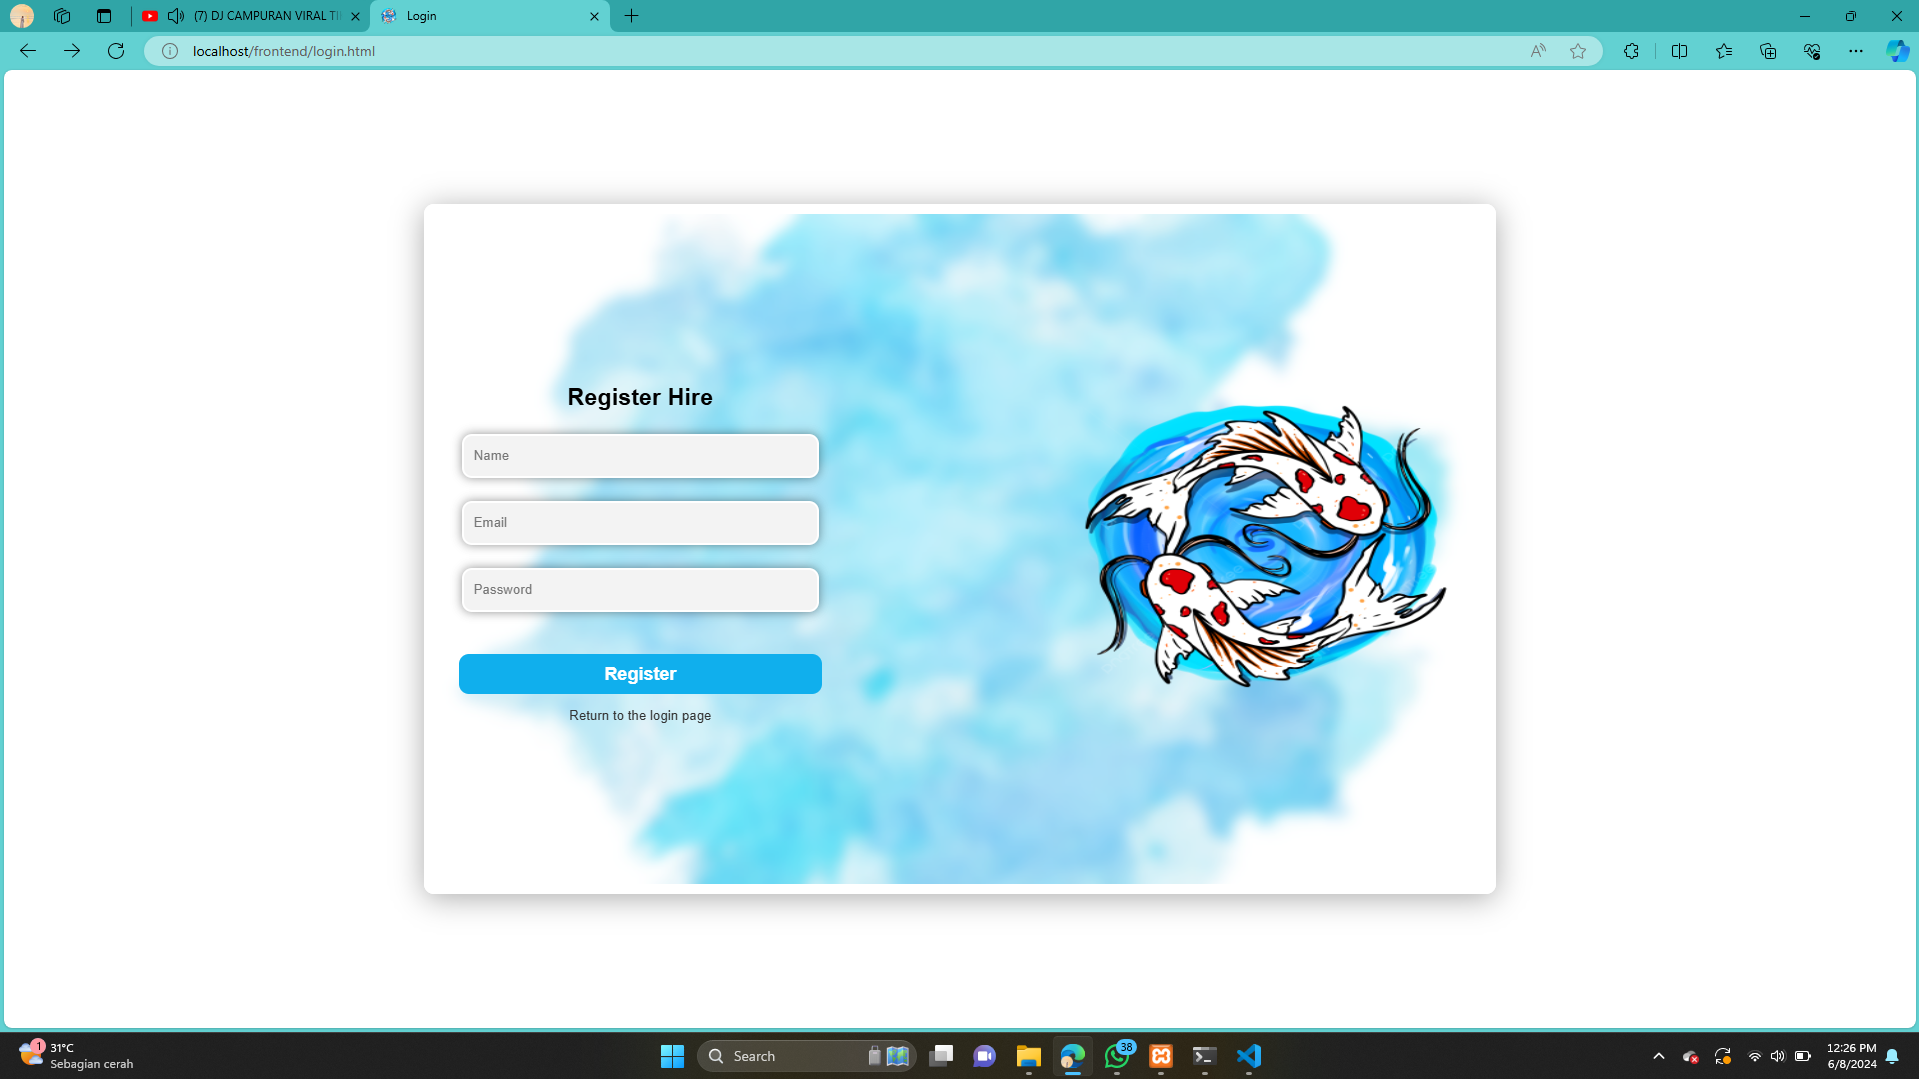 (7) DJ CAMPURAN VIRAL TI
Login
localhost/frontend/login.html
Register Hire
Name
Email
Password
Register
Return to the login page
1
31°C
Sebagian cerah
Search
38
12:26 PM
6/8/2024